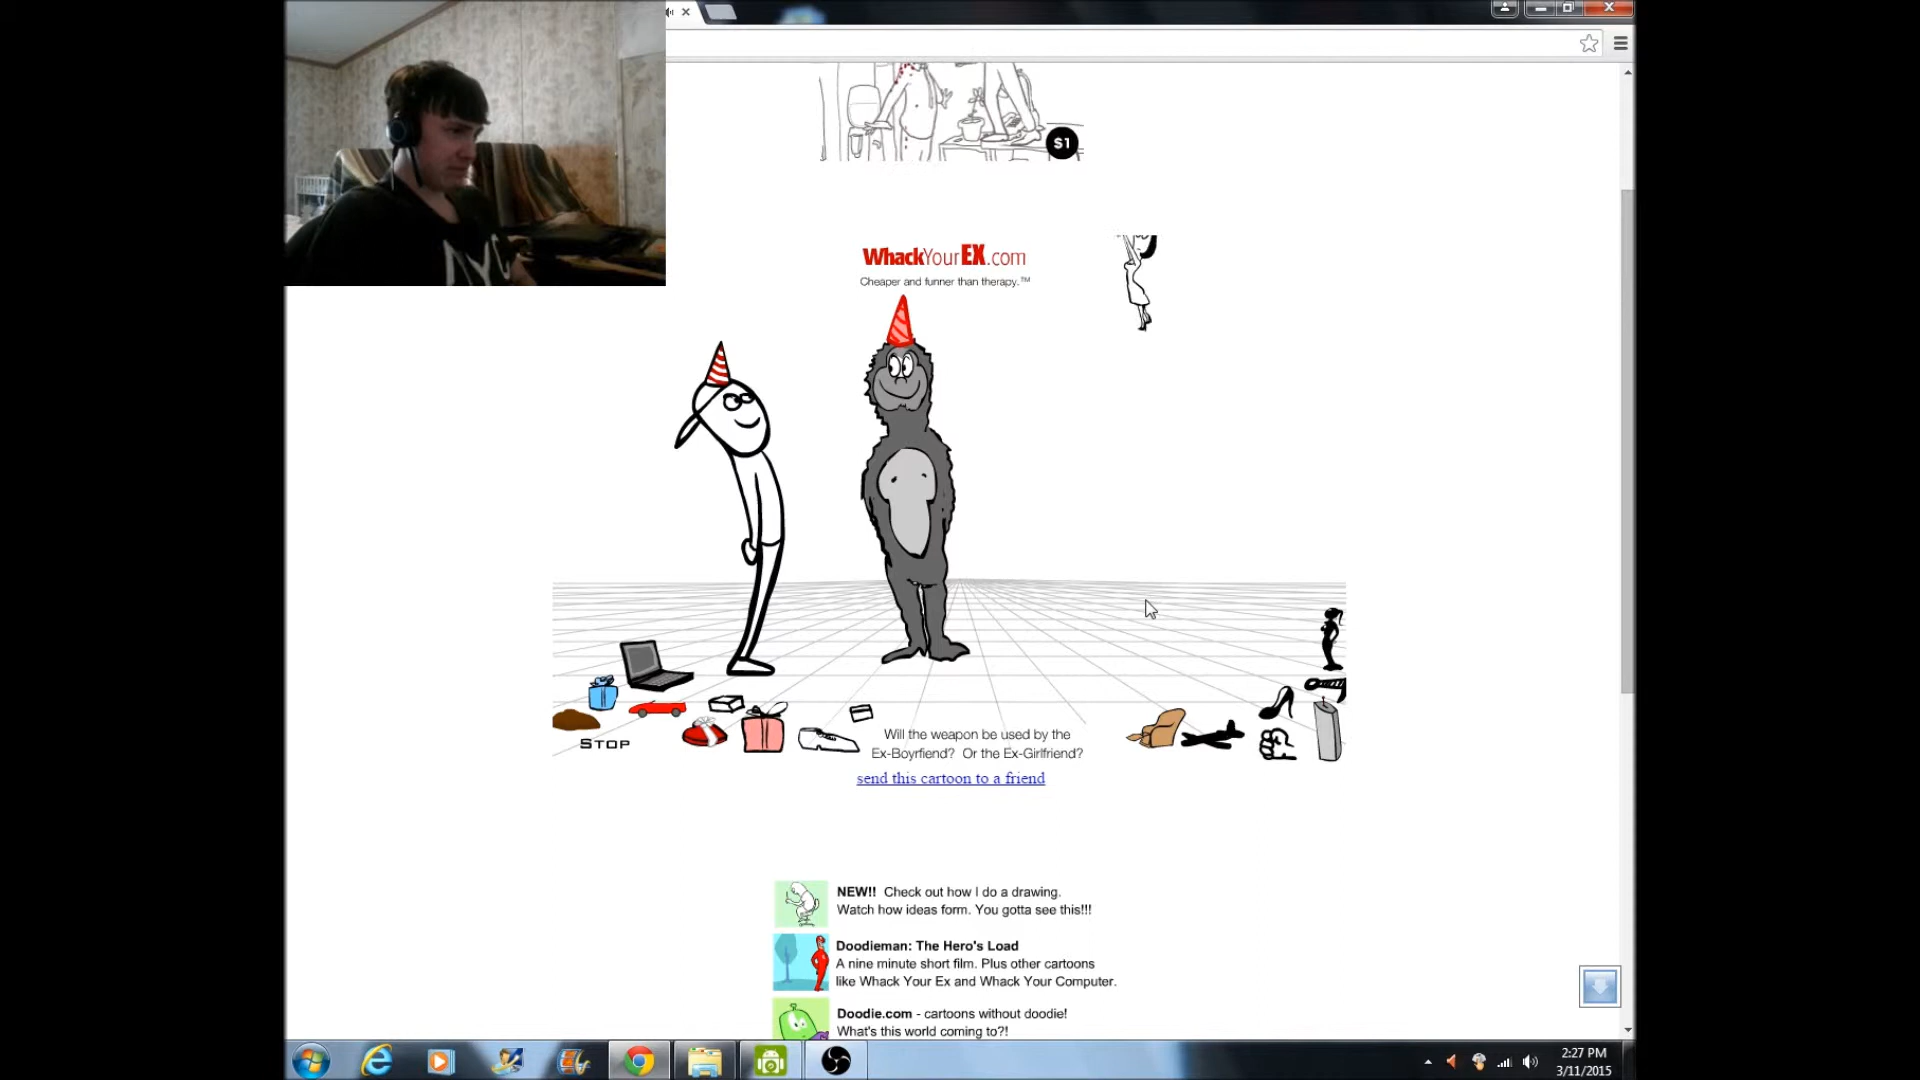 $1
WhackYourEX.com
Cheaper and funner than therapy.™
STOP
Will the weapon be used by the
Ex-Boyrfiend? Or the Ex-Girlfriend?
send this cartoon to a friend
NEW!! Check out how I do a drawing.
Watch how ideas form. You gotta see this!!!
Doodieman: The Hero's Load
A nine minute short film. Plus other cartoons
like Whack Your Ex and Whack Your Computer.
Doodie.com - cartoons without doodie!
What's this world coming to?!
2:27 PM
3/11/2015